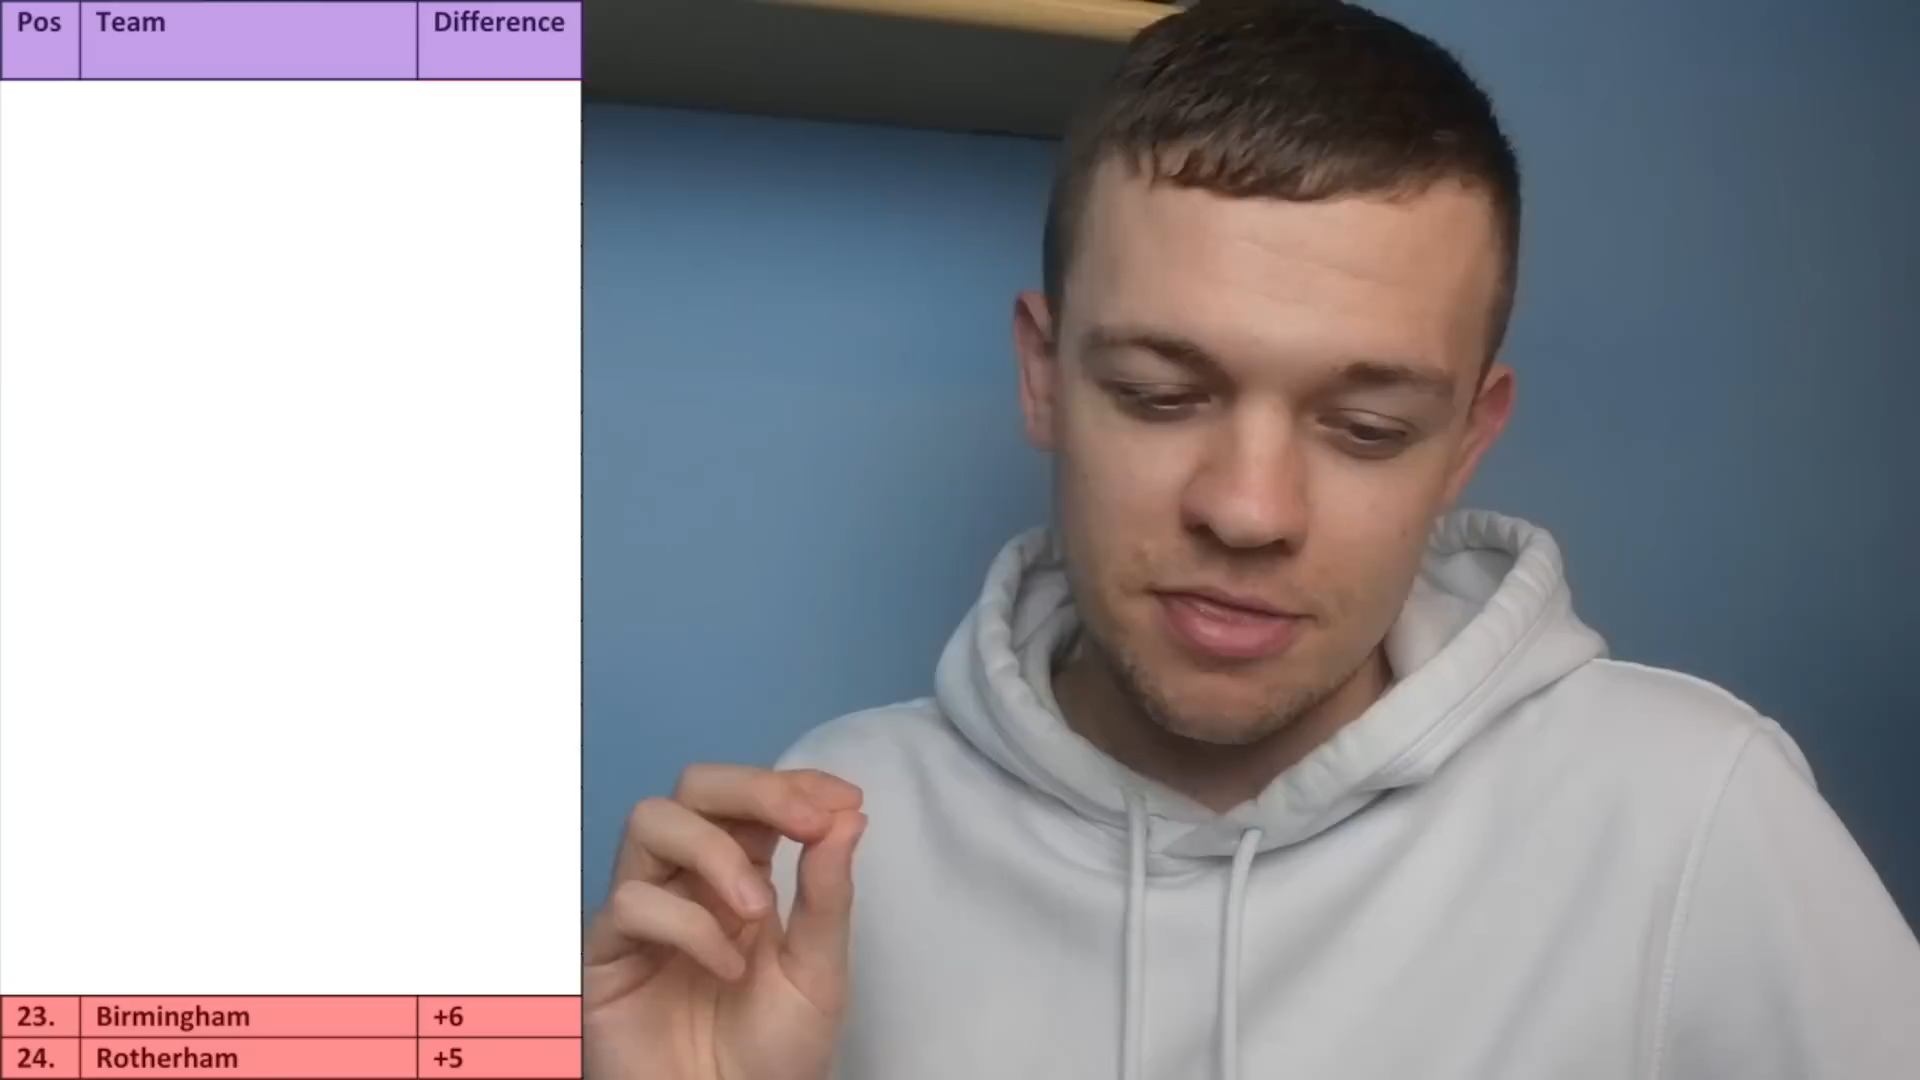 Pos Team Difference
23. Birmingham +6
24. Rotherham +5